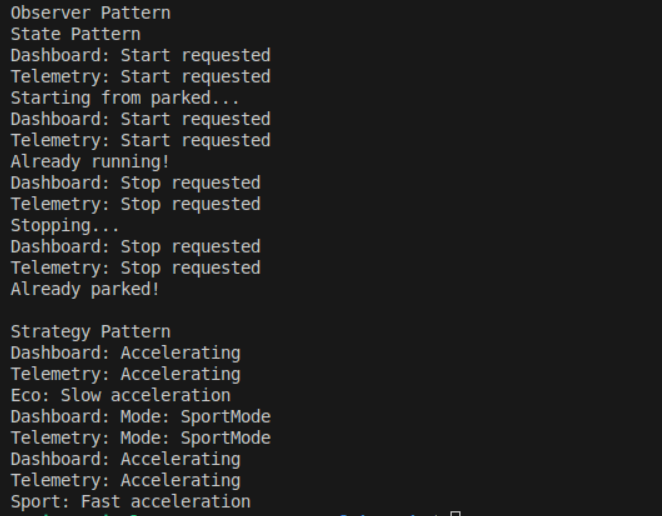 Observer Pattern
State Pattern
Dashboard: Start requested
Telemetry: Start requested
Starting from parked...
Dashboard: Start requested
Telemetry: Start requested
Already running!
Dashboard: Stop requested
Telemetry: Stop requested
Stopping...
Dashboard: Stop requested
Telemetry: Stop requested
Already parked!
Strategy Pattern
Dashboard: Accelerating
Telemetry: Accelerating
Eco: Slow acceleration
Dashboard: Mode: SportMode
Telemetry: Mode: SportMode
Dashboard: Accelerating
Telemetry: Accelerating
Sport: Fast acceleration